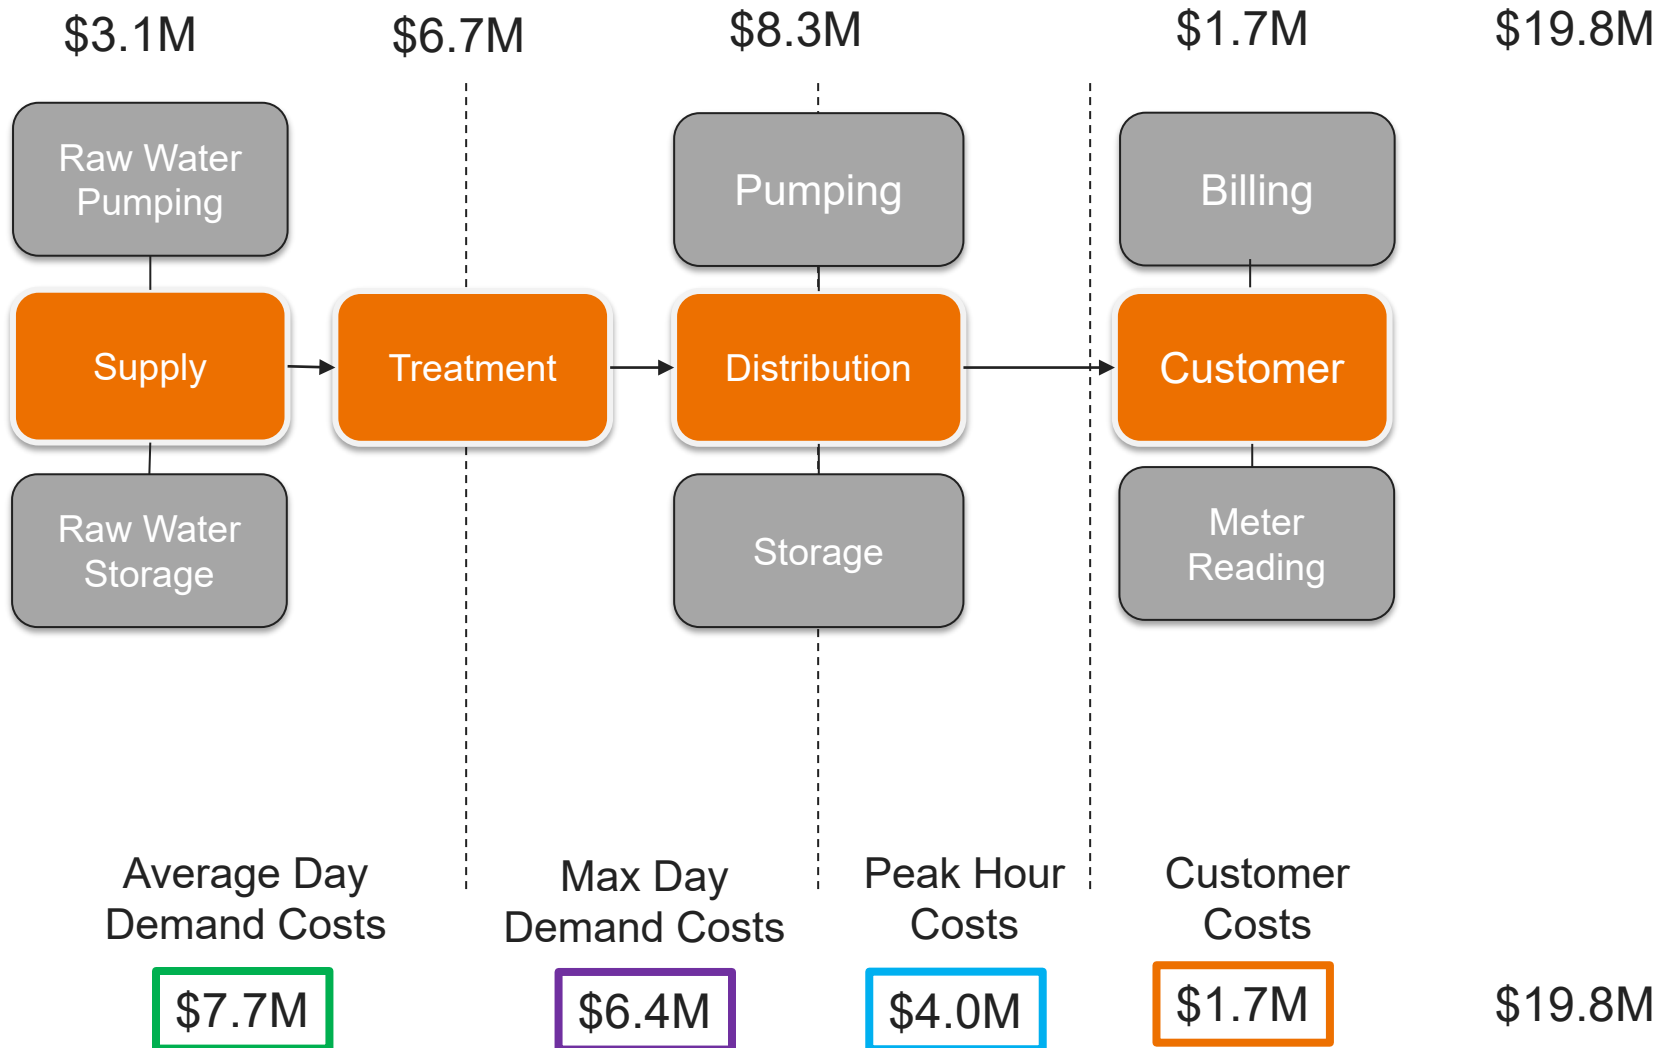 $3.1M
$6.7M
$8.3M
$1.7M
$19.8M
Raw Water
Pumping
Pumping
Billing
Supply
Treatment
Distribution
Customer
Raw Water
Storage
Storage
Meter
Reading
Average Day
Demand Costs
Max Day
Demand Costs
Peak Hour
Costs
Customer
Costs
$7.7M
$6.4M
$4.0M
$1.7M
$19.8M